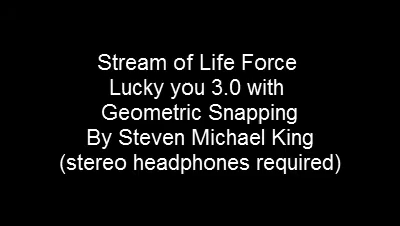 Stream of Life Force
Lucky you 3.0 with
Geometric Snapping
By Steven Michael King
(stereo headphones required)